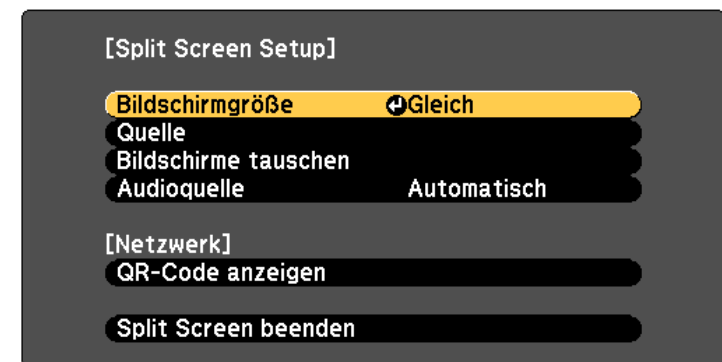 [Split Screen Setup]
Bildschirmgröße Gleich
Quelle
Bildschirme tauschen
Audioquelle Automatisch
[Netzwerk]
QR-Code anzeigen
Split Screen beenden